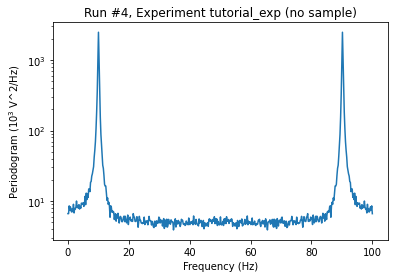 Run #4, Experiment tutorial_exp (no sample)
Periodogram (10³ V^2/Hz)
10³
10²
10¹
0 20 40 60 80 100
Frequency (Hz)